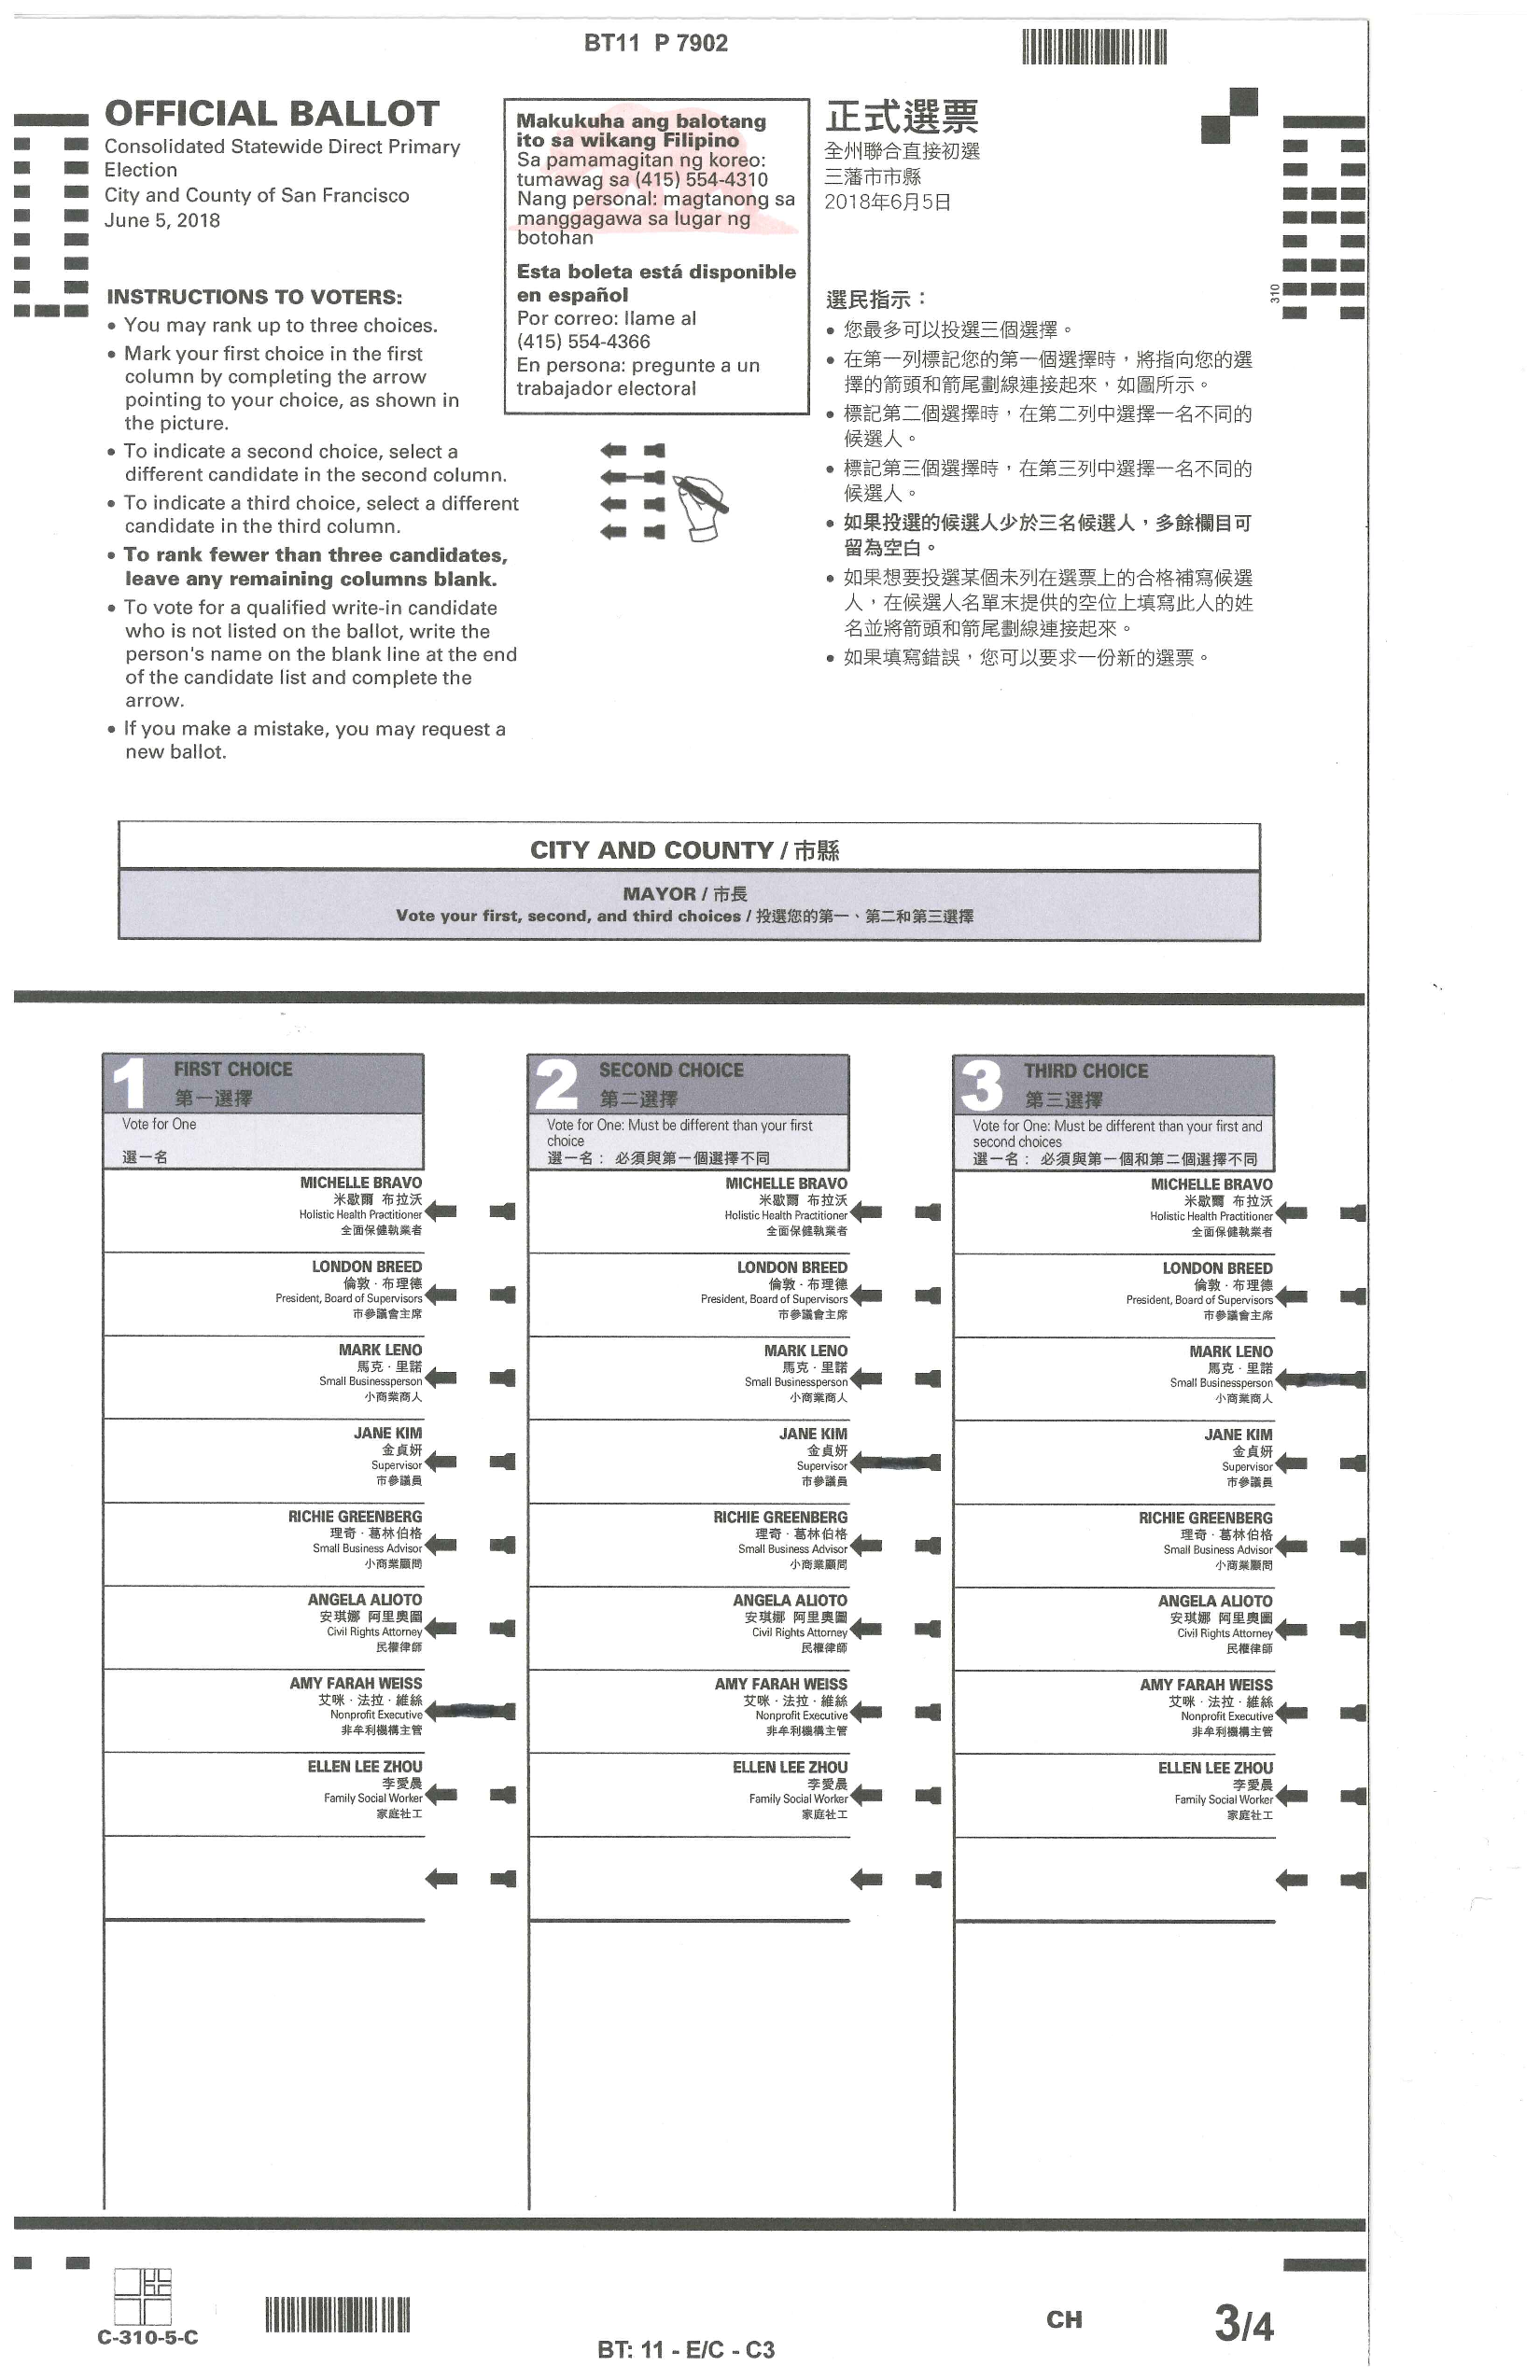 BT11 P 7902
OFFICIAL BALLOT
Consolidated Statewide Direct Primary
Election
City and County of San Francisco
June 5, 2018
INSTRUCTIONS TO VOTERS:
• You may rank up to three choices.
• Mark your first choice in the first
column by completing the arrow
pointing to your choice, as shown in
the picture.
• To indicate a second choice, select a
different candidate in the second column.
• To indicate a third choice, select a different
candidate in the third column.
• To rank fewer than three candidates,
leave any remaining columns blank.
• To vote for a qualified write-in candidate
who is not listed on the ballot, write the
person's name on the blank line at the end
of the candidate list and complete the
arrow.
• If you make a mistake, you may request a
new ballot.
Makukuha ang balotang
ito sa wikang Filipino
Sa pamamagitan ng koreo:
tumawag sa (415) 554-4310
Nang personal: magtanong sa
manggagawa sa lugar ng
botohan
Esta boleta está disponible
en español
Por correo: llame al
(415) 554-4366
En persona: pregunte a un
trabajador electoral
正式選票
全州聯合直接初選
三藩市市縣
2018年6月5日
選民指示：
• 您最多可以投選三個選擇。
• 在第一列標記您的第一個選擇時，將指向您的選
擇的箭頭和箭尾劃線連接起來，如圖所示。
• 標記第二個選擇時，在第二列中選擇一名不同的
候選人。
• 標記第三個選擇時，在第三列中選擇一名不同的
候選人。
• 如果投選的候選人少於三名候選人，多餘欄目可
留為空白。
• 如果想要投選某個未列在選票上的合格補寫候選
人，在候選人名單末提供的空位上填寫此人的姓
名並將箭頭和箭尾劃線連接起來。
• 如果填寫錯誤，您可以要求一份新的選票。
310
CITY AND COUNTY / 市縣
MAYOR / 市長
Vote your first, second, and third choices / 投選您的第一、第二和第三選擇
1 FIRST CHOICE
第一選擇
Vote for One
選一名
MICHELLE BRAVO
米歇爾 布拉沃
Holistic Health Practitioner
全面保健執業者
LONDON BREED
倫敦 · 布理德
President, Board of Supervisors
市參議會主席
MARK LENO
馬克 · 里諾
Small Businessperson
小商業商人
JANE KIM
金貞妍
Supervisor
市參議員
RICHIE GREENBERG
理奇 · 葛林伯格
Small Business Advisor
小商業顧問
ANGELA ALIOTO
安琪娜 阿里奧圖
Civil Rights Attorney
民權律師
AMY FARAH WEISS
艾咪 · 法拉 · 維絲
Nonprofit Executive
非牟利機構主管
ELLEN LEE ZHOU
李愛晨
Family Social Worker
家庭社工
2 SECOND CHOICE
第二選擇
Vote for One: Must be different than your first
choice
選一名： 必須與第一個選擇不同
MICHELLE BRAVO
米歇爾 布拉沃
Holistic Health Practitioner
全面保健執業者
LONDON BREED
倫敦 · 布理德
President, Board of Supervisors
市參議會主席
MARK LENO
馬克 · 里諾
Small Businessperson
小商業商人
JANE KIM
金貞妍
Supervisor
市參議員
RICHIE GREENBERG
理奇 · 葛林伯格
Small Business Advisor
小商業顧問
ANGELA ALIOTO
安琪娜 阿里奧圖
Civil Rights Attorney
民權律師
AMY FARAH WEISS
艾咪 · 法拉 · 維絲
Nonprofit Executive
非牟利機構主管
ELLEN LEE ZHOU
李愛晨
Family Social Worker
家庭社工
3 THIRD CHOICE
第三選擇
Vote for One: Must be different than your first and
second choices
選一名： 必須與第一個和第二個選擇不同
MICHELLE BRAVO
米歇爾 布拉沃
Holistic Health Practitioner
全面保健執業者
LONDON BREED
倫敦 · 布理德
President, Board of Supervisors
市參議會主席
MARK LENO
馬克 · 里諾
Small Businessperson
小商業商人
JANE KIM
金貞妍
Supervisor
市參議員
RICHIE GREENBERG
理奇 · 葛林伯格
Small Business Advisor
小商業顧問
ANGELA ALIOTO
安琪娜 阿里奧圖
Civil Rights Attorney
民權律師
AMY FARAH WEISS
艾咪 · 法拉 · 維絲
Nonprofit Executive
非牟利機構主管
ELLEN LEE ZHOU
李愛晨
Family Social Worker
家庭社工
C-310-5-C
BT: 11 - E/C - C3
CH
3/4